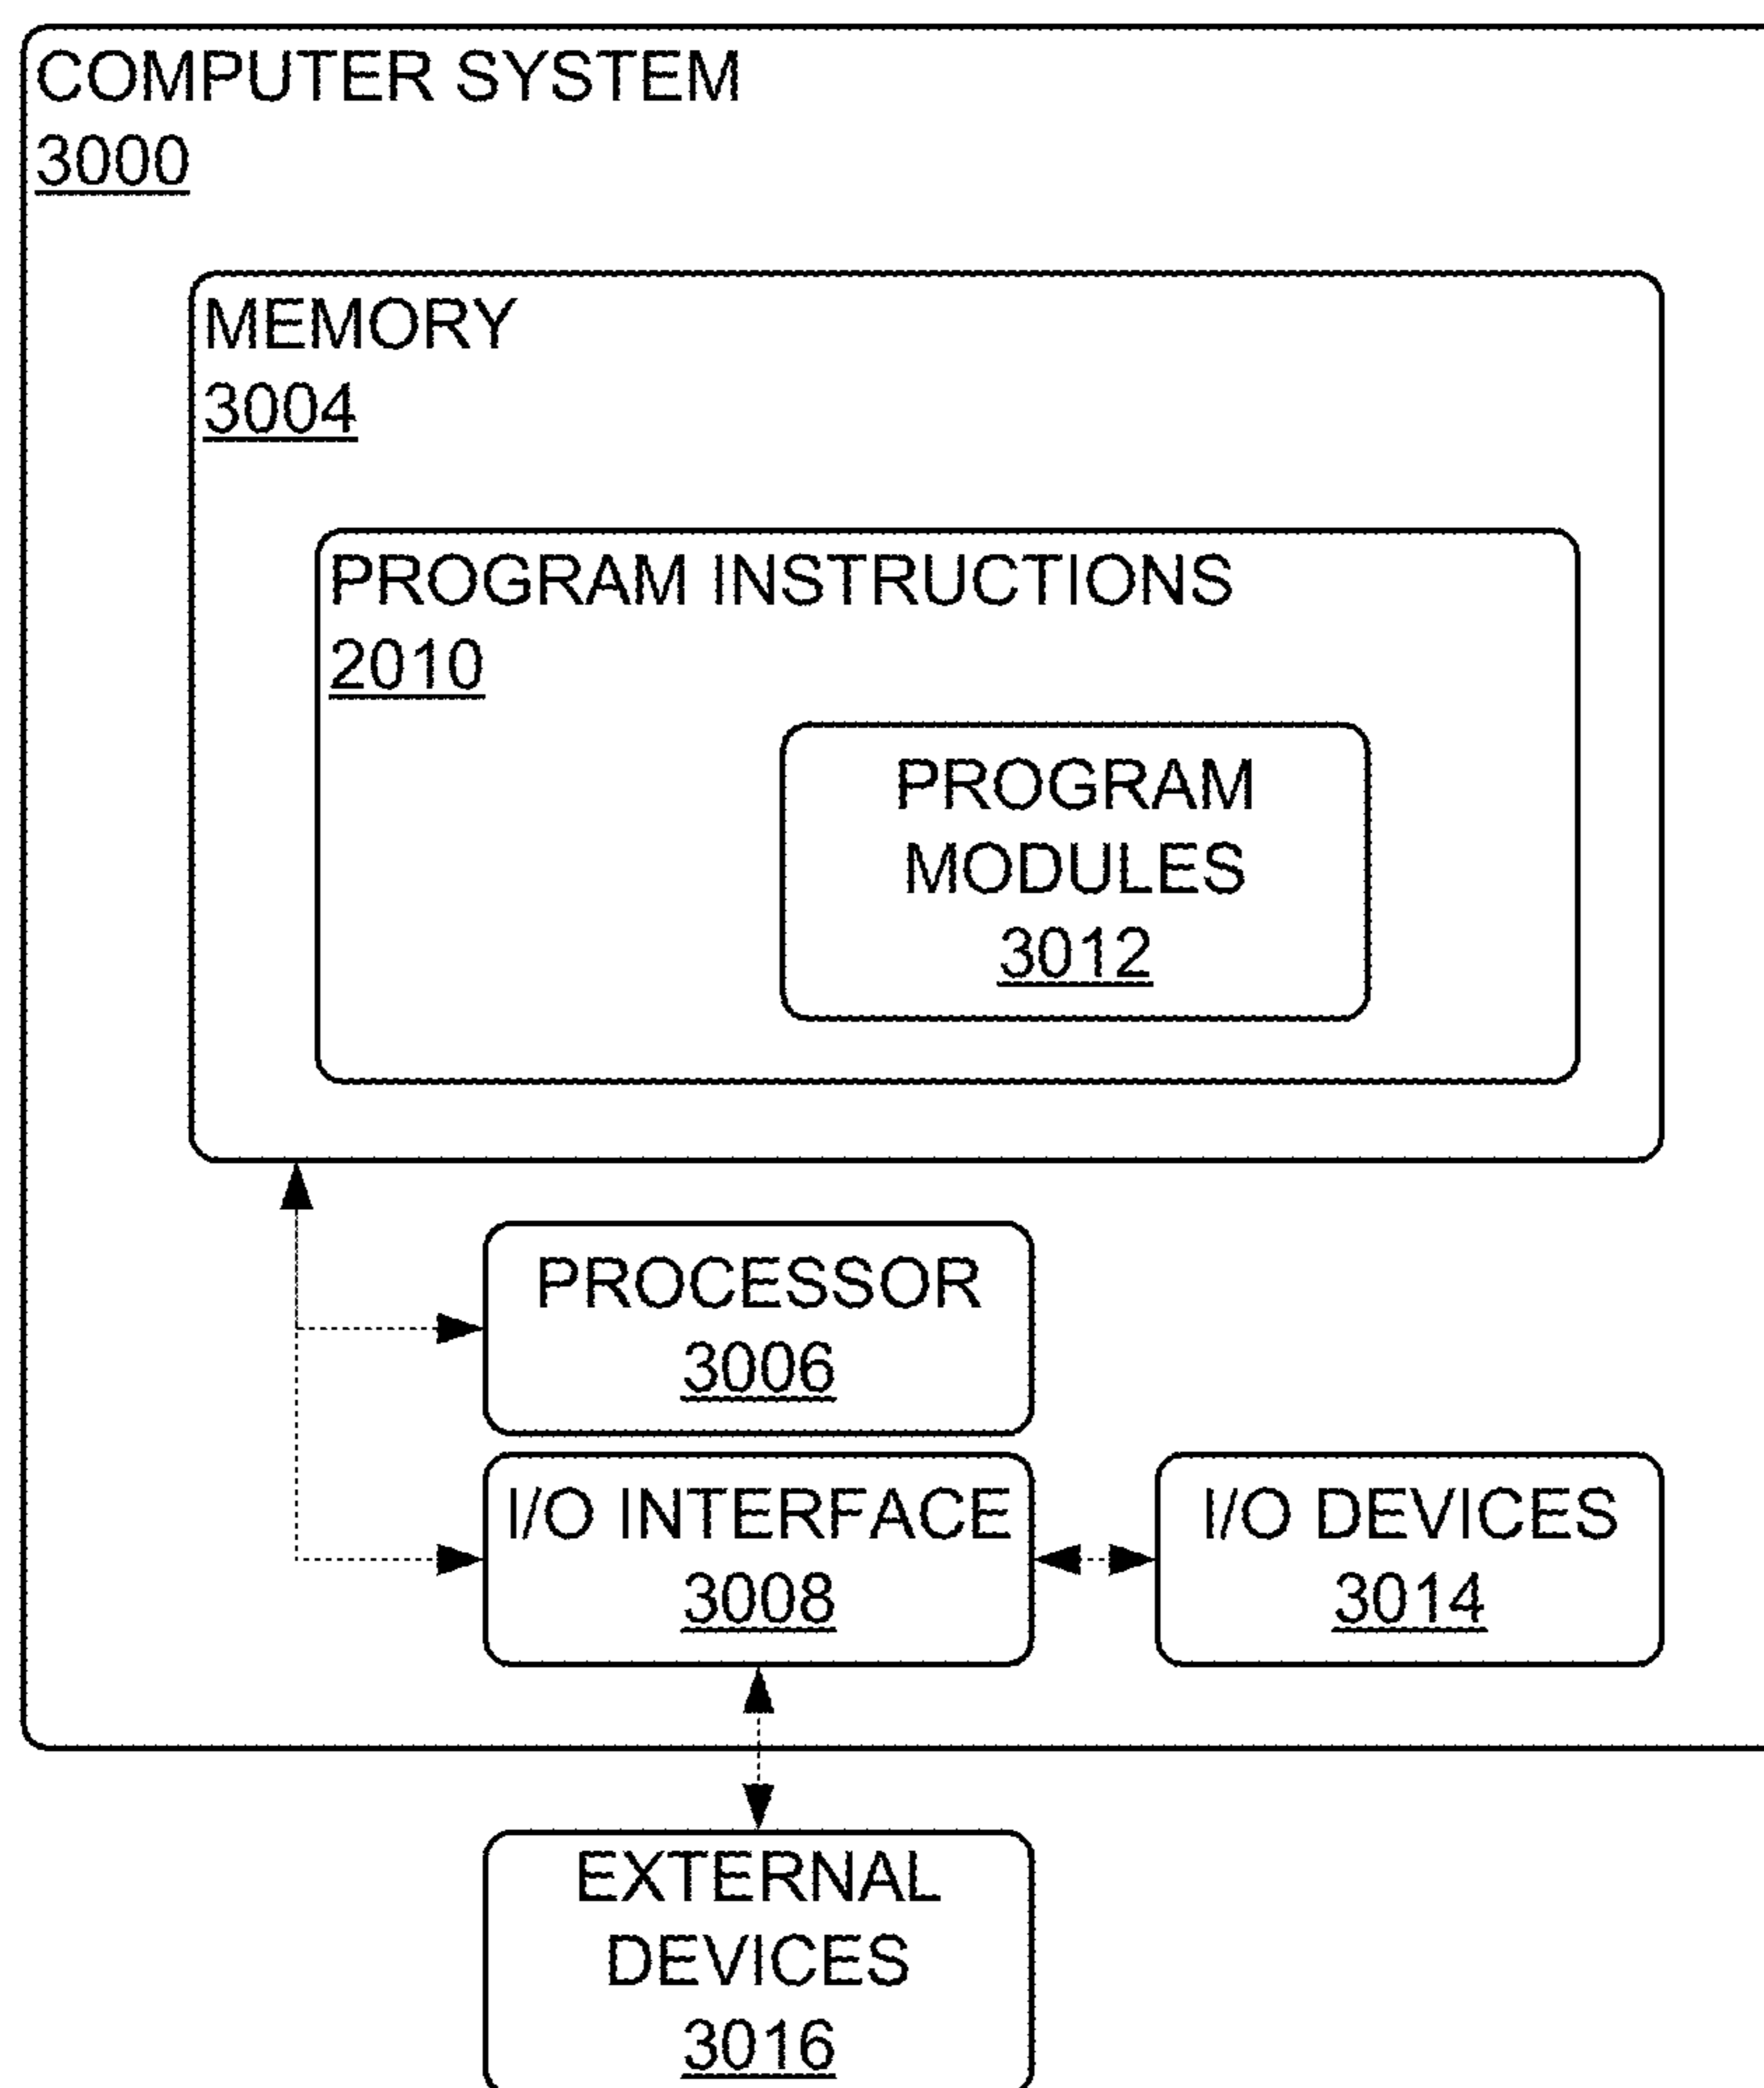 COMPUTER SYSTEM
3000
MEMORY
3004
PROGRAM INSTRUCTIONS
2010
PROGRAM
MODULES
3012
PROCESSOR
3006
I/O INTERFACE
3008
I/O DEVICES
3014
EXTERNAL
DEVICES
3016